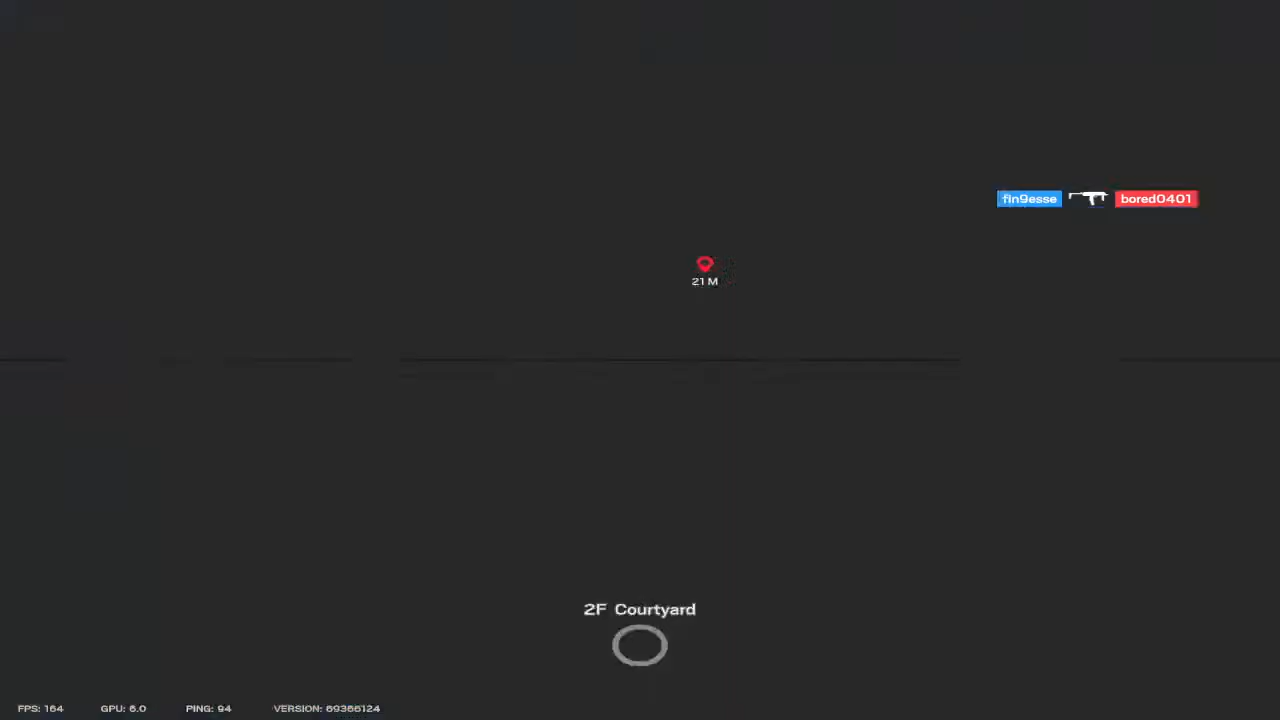 fin9esse bored0401
21 M
2F Courtyard
FPS: 164 GPU: 6.0 PING: 94 VERSION: 69366124